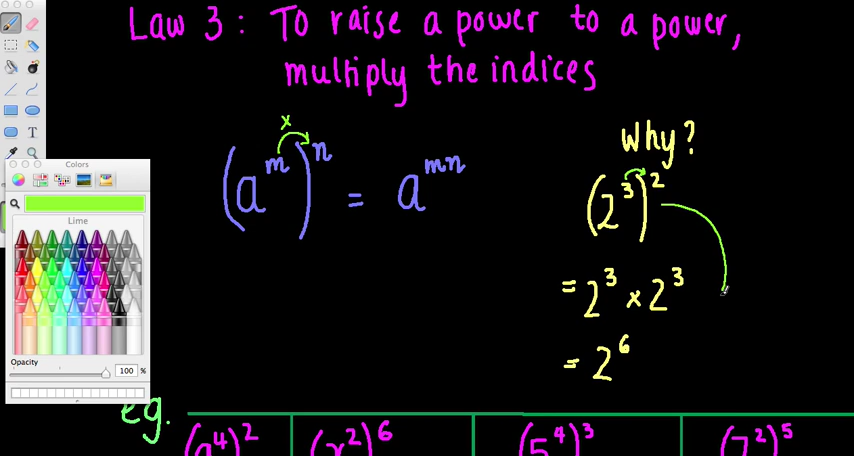 Law 3 : To raise a power to a power,
multiply the indices
x
(a^m)^n = a^mn
Why?
(2^3)^2
= 2^3 x 2^3
= 2^6
T
Colors
Lime
Opacity
100 %
eg.
(a^4)^2 (x^2)^6 (5^4)^3 (7^2)^5